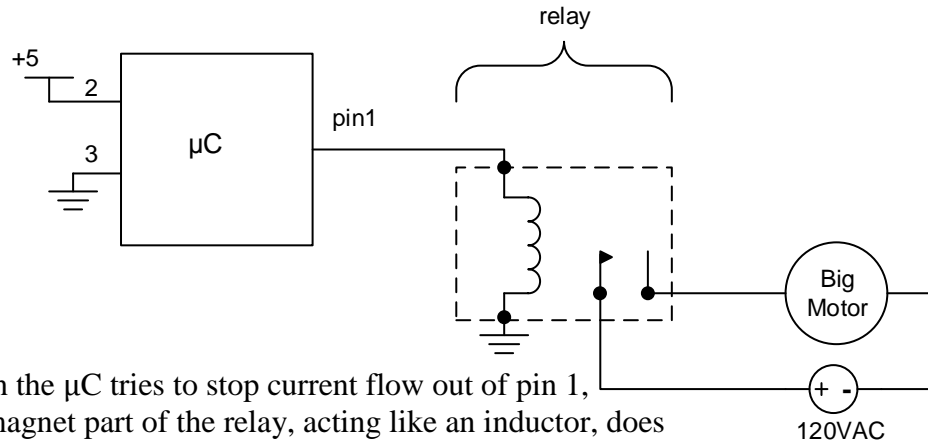 relay
+5
2
pin1
µC
3
Big
Motor
+ -
120VAC
n the µC tries to stop current flow out of pin 1,
nagnet part of the relay, acting like an inductor, does